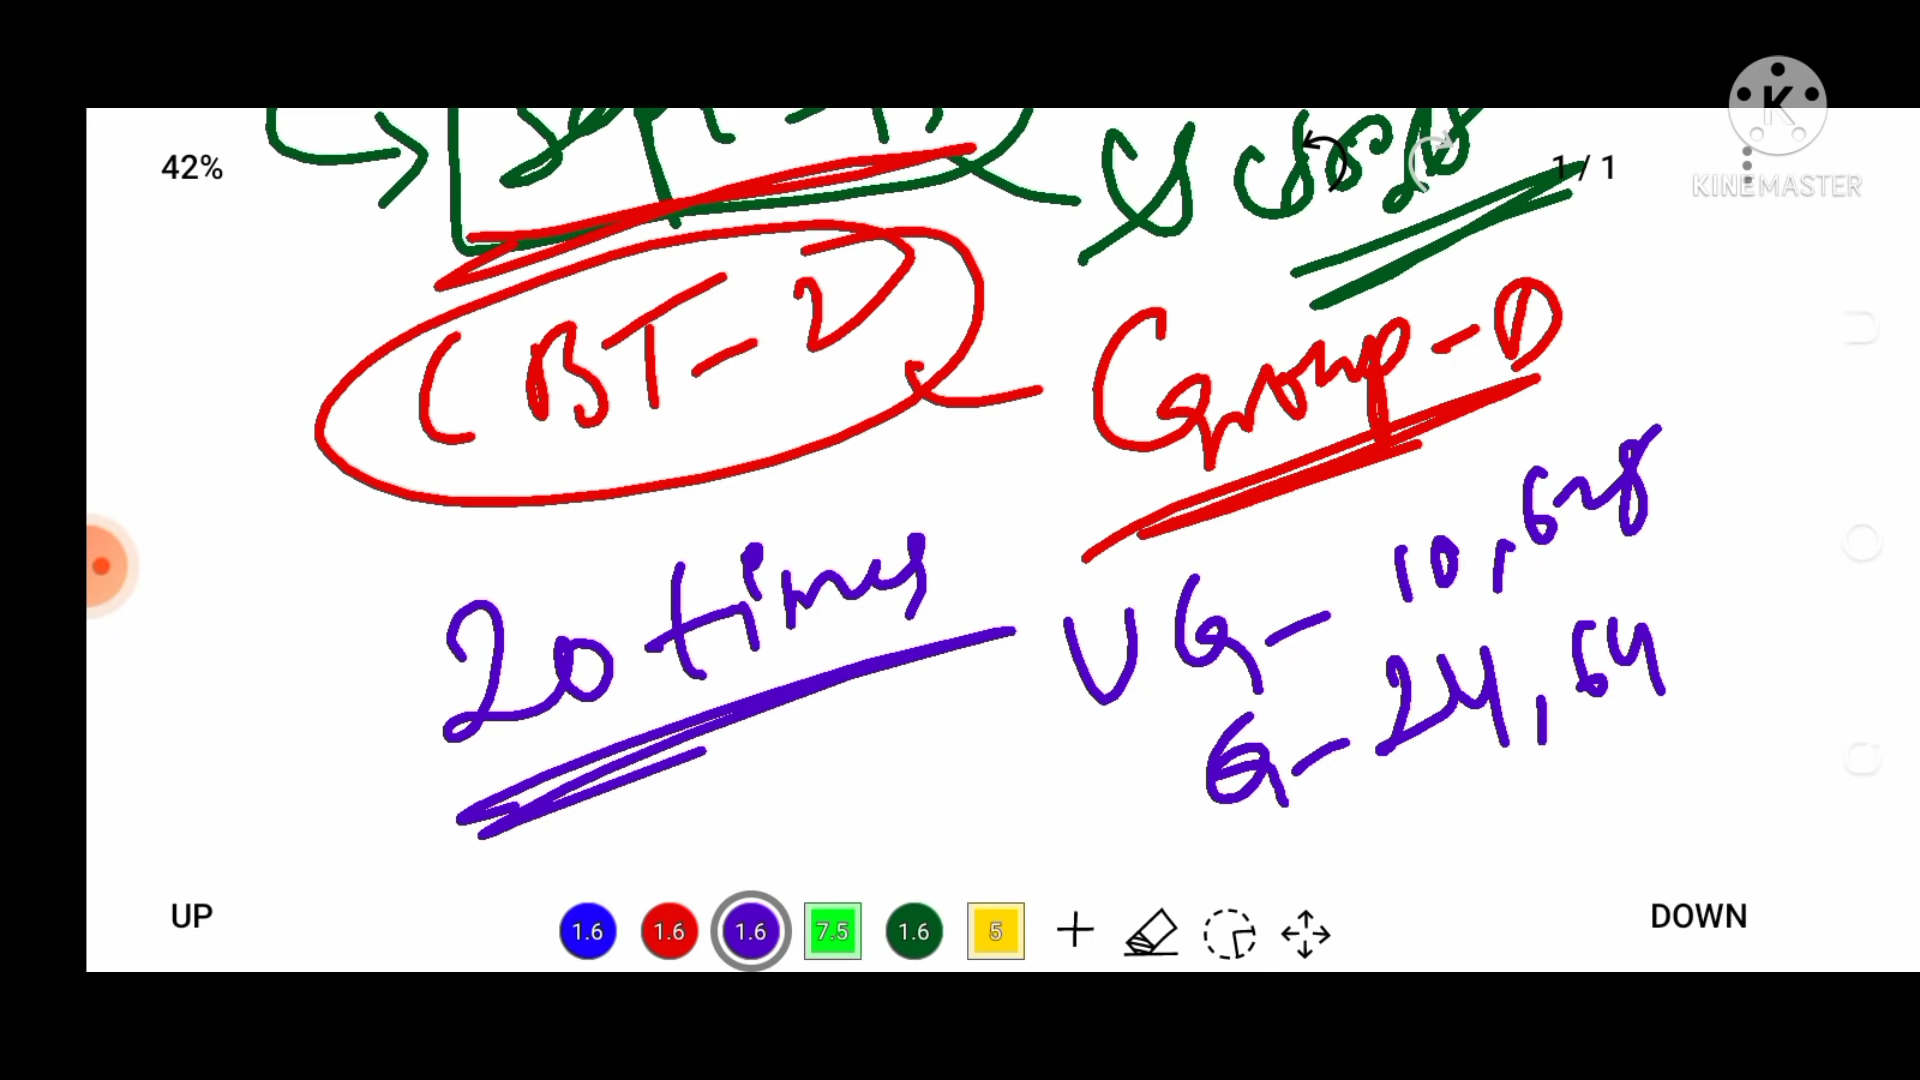 42%
Sept -
1 / 1
KINEMASTER
CBT-2
Group-D
20 times
UG- 10,628
G- 24,64
UP
1.6 1.6 1.6 7.5 1.6 5
DOWN